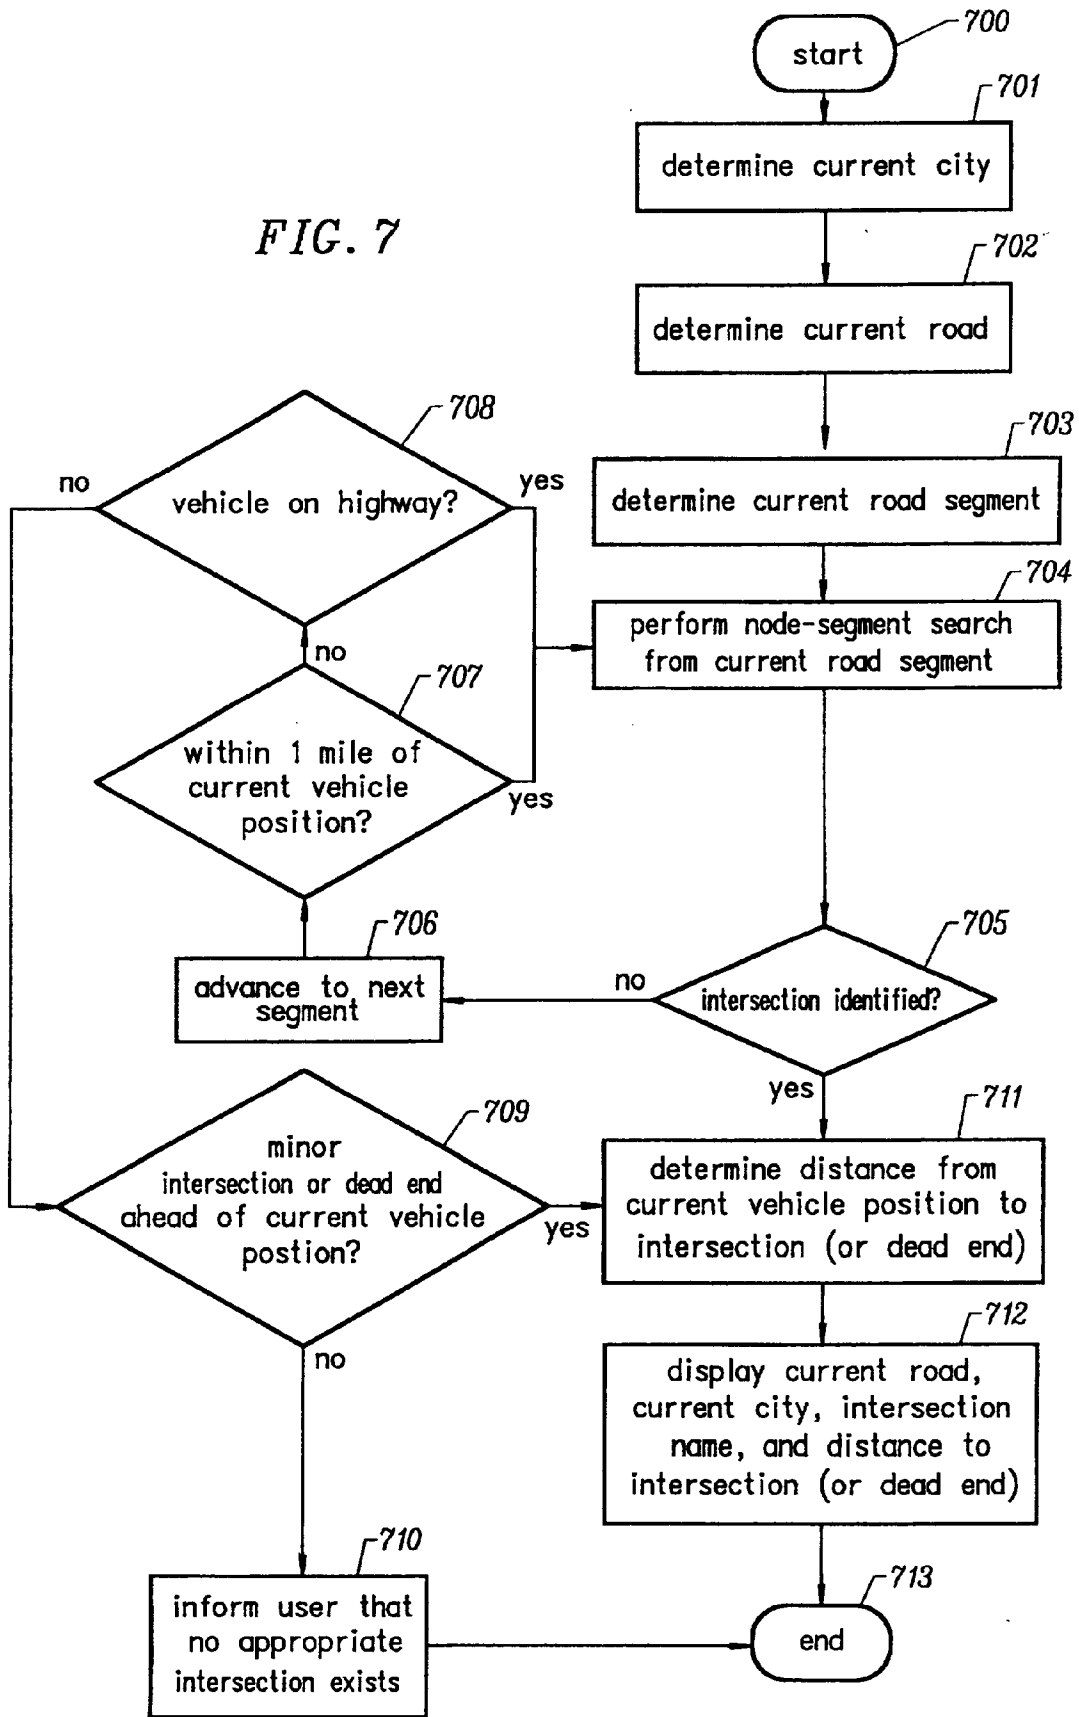 700
start
701
determine current city
FIG. 7
702
determine current road
708
703
no
vehicle on highway?
yes
determine current road segment
704
perform node-segment search
from current road segment
no
707
within 1 mile of
current vehicle
position?
yes
706
advance to next
segment
705
no
intersection identified?
yes
709
minor
intersection or dead end
ahead of current vehicle
postion?
yes
711
determine distance from
current vehicle position to
intersection (or dead end)
no
712
display current road,
current city, intersection
name, and distance to
intersection (or dead end)
710
inform user that
no appropriate
intersection exists
713
end